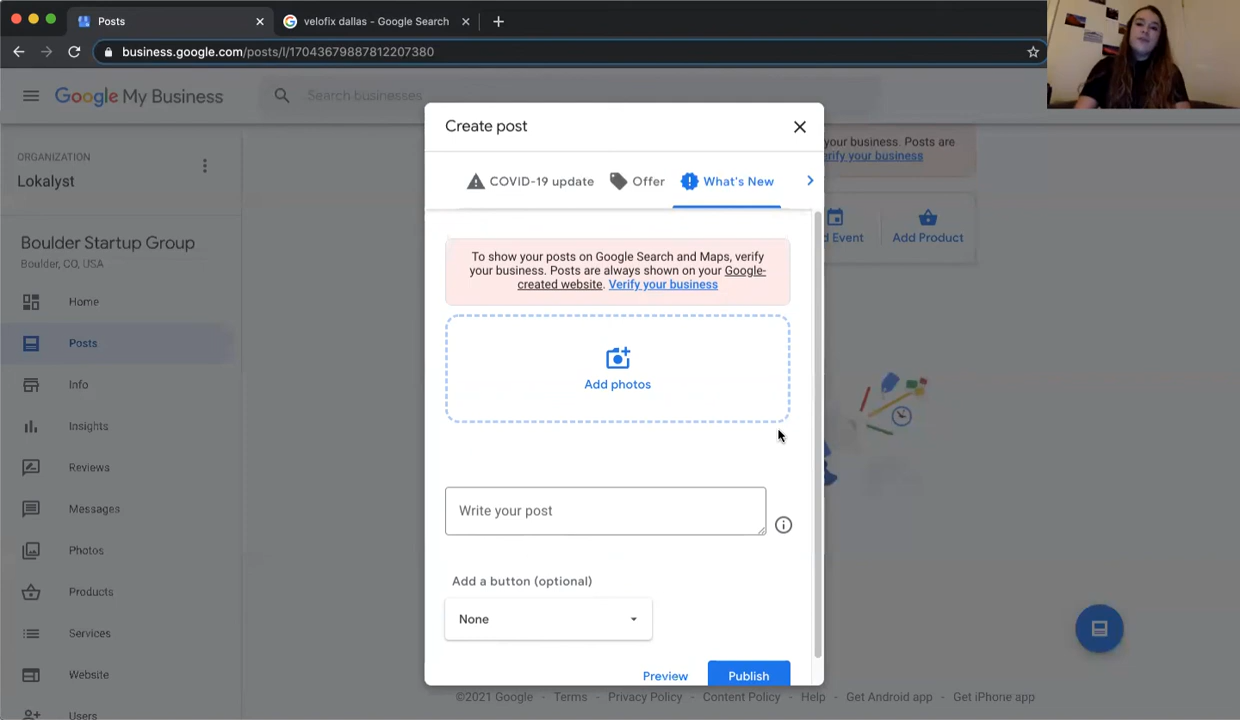 Posts
velofix dallas - Google Search
business.google.com/posts/l/17043679887812207380
Google My Business
Search businesses
ORGANIZATION
Lokalyst
Boulder Startup Group
Boulder, CO, USA
Home
Posts
Info
Insights
Reviews
Messages
Photos
Products
Services
Website
Users
your business. Posts are
erify your business
d Event
Add Product
Create post
COVID-19 update
Offer
What's New
To show your posts on Google Search and Maps, verify
your business. Posts are always shown on your Google-
created website. Verify your business
Add photos
Write your post
Add a button (optional)
None
Preview
Publish
©2021 Google - Terms - Privacy Policy - Content Policy - Help - Get Android app - Get iPhone app